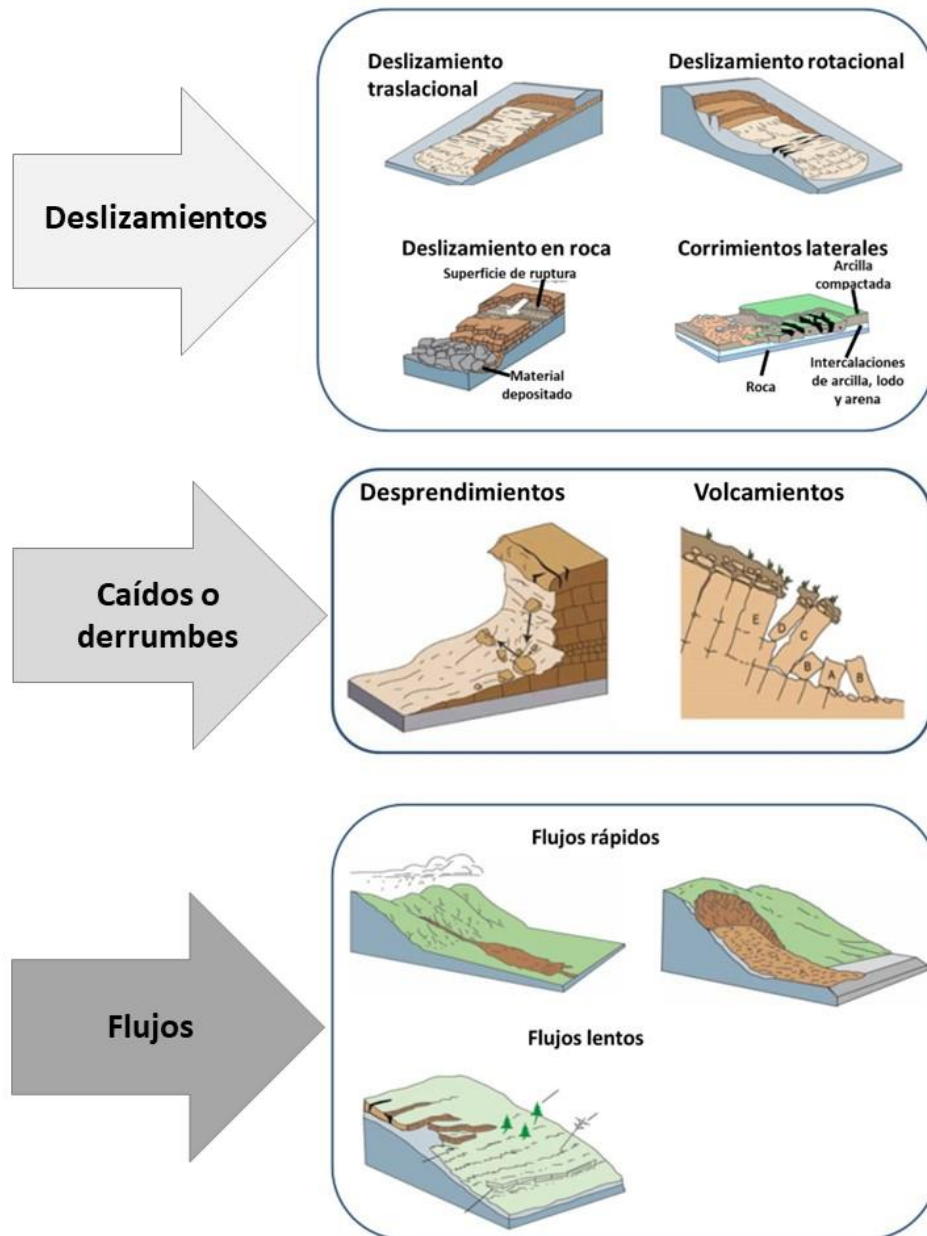 Deslizamientos
Deslizamiento
traslacional
Deslizamiento rotacional
Deslizamiento en roca
Superficie de ruptura
Material
depositado
Corrimientos laterales
Arcilla
compactada
Roca
Intercalaciones
de arcilla, lodo
y arena
Caídos o
derrumbes
Desprendimientos
Volcamientos
E
D
C
B
A
B
Flujos
Flujos rápidos
Flujos lentos